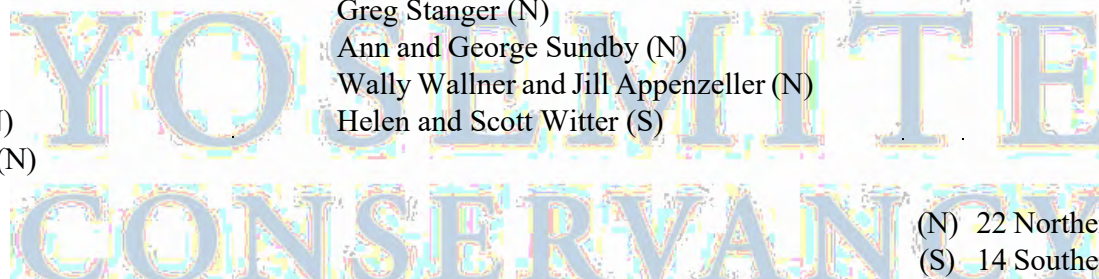 Greg Stanger (N)
Ann and George Sundby (N)
Wally Wallner and Jill Appenzeller (N)
Helen and Scott Witter (S)
(N)
YOSEMITE
CONSERVANCY
(N) 22 Northe
(S) 14 Southe